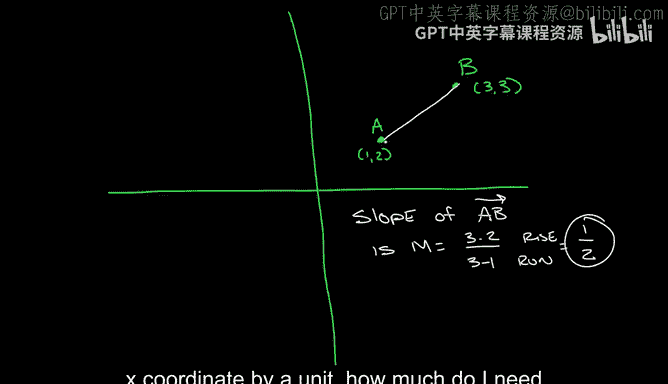 GPT中英字幕课程资源@bilibili.com
GPT中英字幕课程资源 bilibili
B
(3,3)
A
(1,2)
SLOPE of AB
is M= 3-2 RISE = 1
3-1 RUN 2
x coordinate by a unit, how much do I need